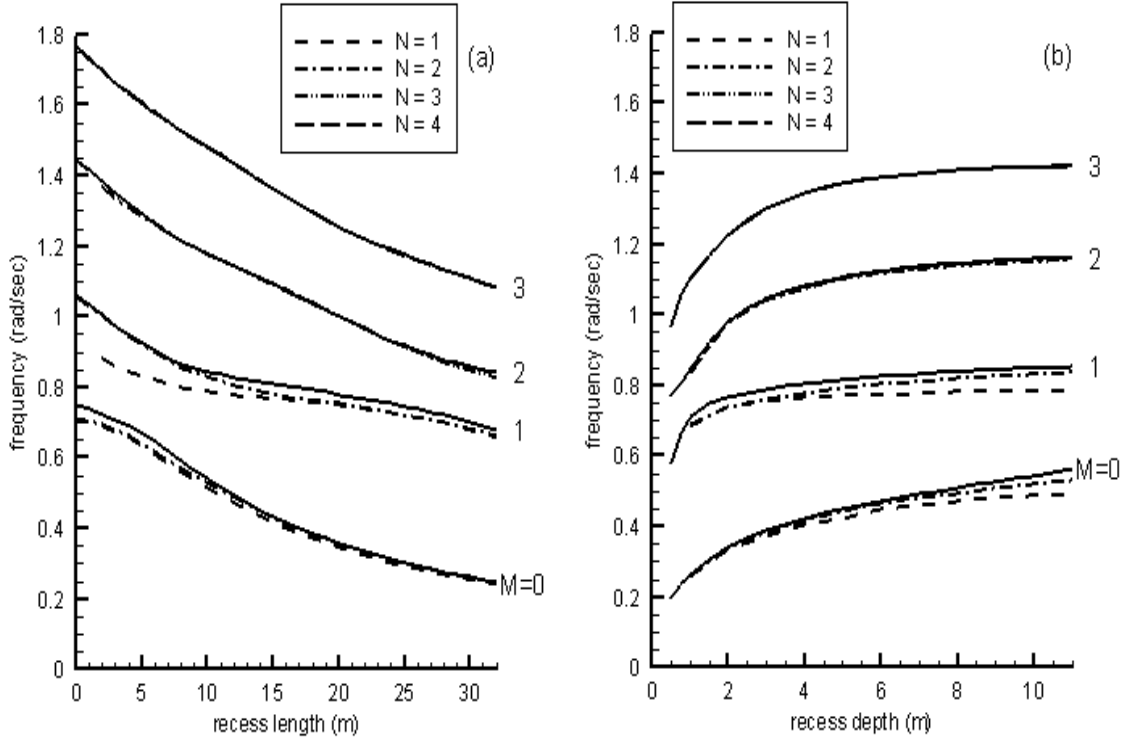 (a)
N = 1
N = 2
N = 3
N = 4
1.8
1.6
1.4
1.2
1
0.8
0.6
0.4
0.2
0
frequency (rad/sec)
3
2
1
M=0
0 5 10 15 20 25 30
recess length (m)
(b)
N = 1
N = 2
N = 3
N = 4
1.8
1.6
1.4
1.2
1
0.8
0.6
0.4
0.2
0
frequency (rad/sec)
3
2
1
M=0
0 2 4 6 8 10
recess depth (m)